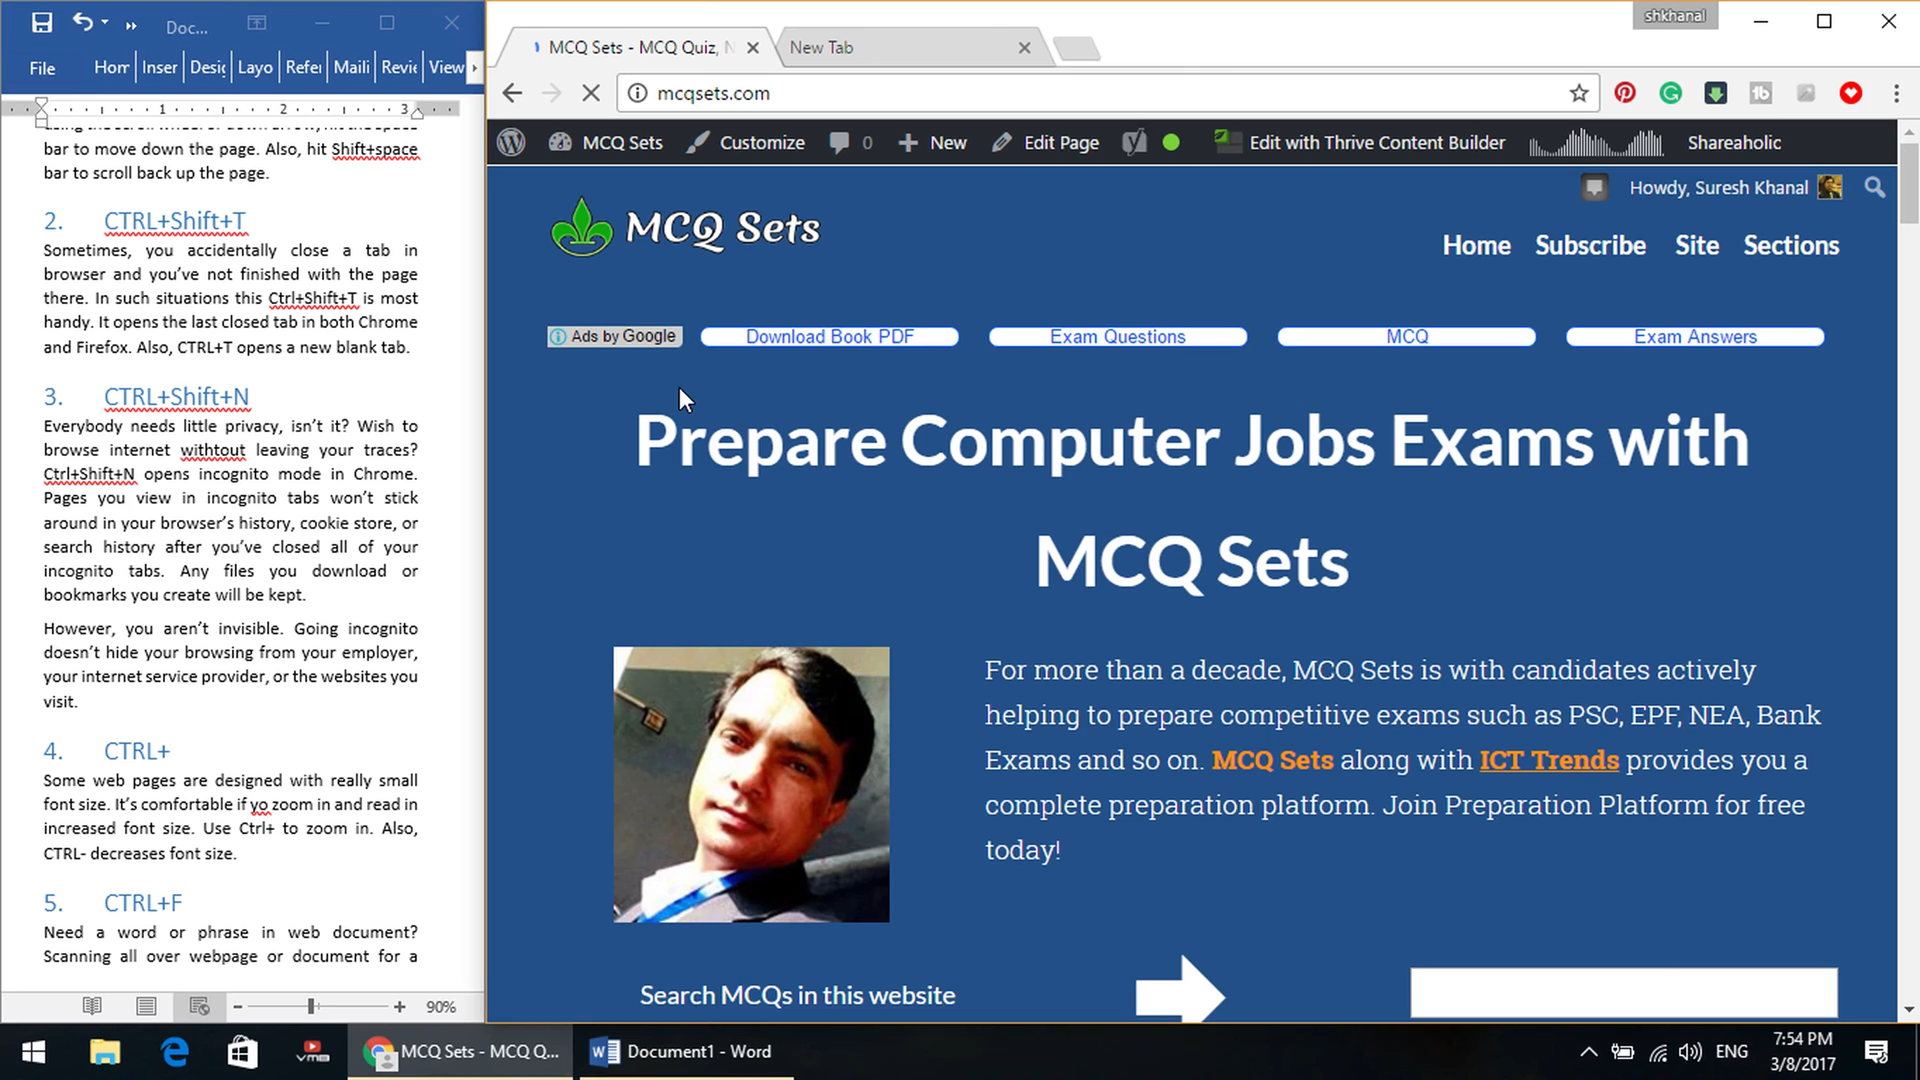 Doc...
File
Hom
Inser
Desig
Layo
Refer
Maili
Revie
View
1
2
3
bar to move down the page. Also, hit Shift+space
bar to scroll back up the page.
2. CTRL+Shift+T
Sometimes, you accidentally close a tab in
browser and you've not finished with the page
there. In such situations this Ctrl+Shift+T is most
handy. It opens the last closed tab in both Chrome
and Firefox. Also, CTRL+T opens a new blank tab.
3. CTRL+Shift+N
Everybody needs little privacy, isn't it? Wish to
browse internet withtout leaving your traces?
Ctrl+Shift+N opens incognito mode in Chrome.
Pages you view in incognito tabs won't stick
around in your browser's history, cookie store, or
search history after you've closed all of your
incognito tabs. Any files you download or
bookmarks you create will be kept.
However, you aren't invisible. Going incognito
doesn't hide your browsing from your employer,
your internet service provider, or the websites you
visit.
4. CTRL+
Some web pages are designed with really small
font size. It's comfortable if yo zoom in and read in
increased font size. Use Ctrl+ to zoom in. Also,
CTRL- decreases font size.
5. CTRL+F
Need a word or phrase in web document?
Scanning all over webpage or document for a
90%
shkhanal
MCQ Sets - MCQ Quiz, N
New Tab
mcqsets.com
MCQ Sets
Customize
0
New
Edit Page
Edit with Thrive Content Builder
Shareaholic
Howdy, Suresh Khanal
MCQ Sets
Home Subscribe Site Sections
Ads by Google
Download Book PDF
Exam Questions
MCQ
Exam Answers
Prepare Computer Jobs Exams with
MCQ Sets
For more than a decade, MCQ Sets is with candidates actively
helping to prepare competitive exams such as PSC, EPF, NEA, Bank
Exams and so on. MCQ Sets along with ICT Trends provides you a
complete preparation platform. Join Preparation Platform for free
today!
Search MCQs in this website
MCQ Sets - MCQ Q...
Document1 - Word
ENG
7:54 PM
3/8/2017